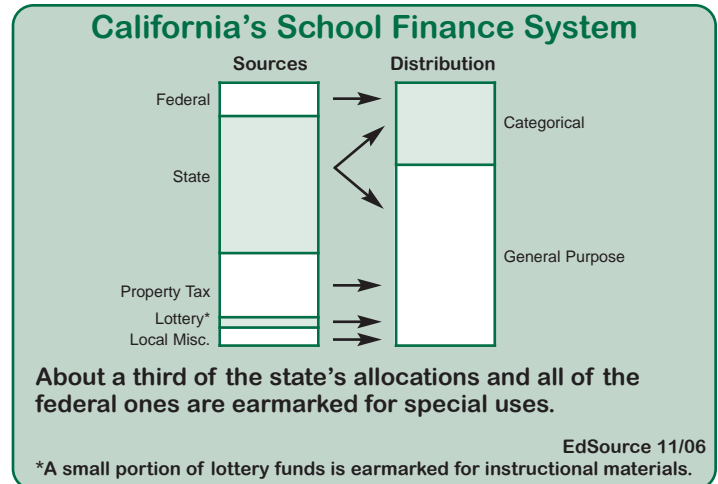 California’s School Finance System
Sources
Distribution
Federal
Categorical
State
General Purpose
Property Tax
Lottery*
Local Misc.
About a third of the state’s allocations and all of the
federal ones are earmarked for special uses.
EdSource 11/06
*A small portion of lottery funds is earmarked for instructional materials.